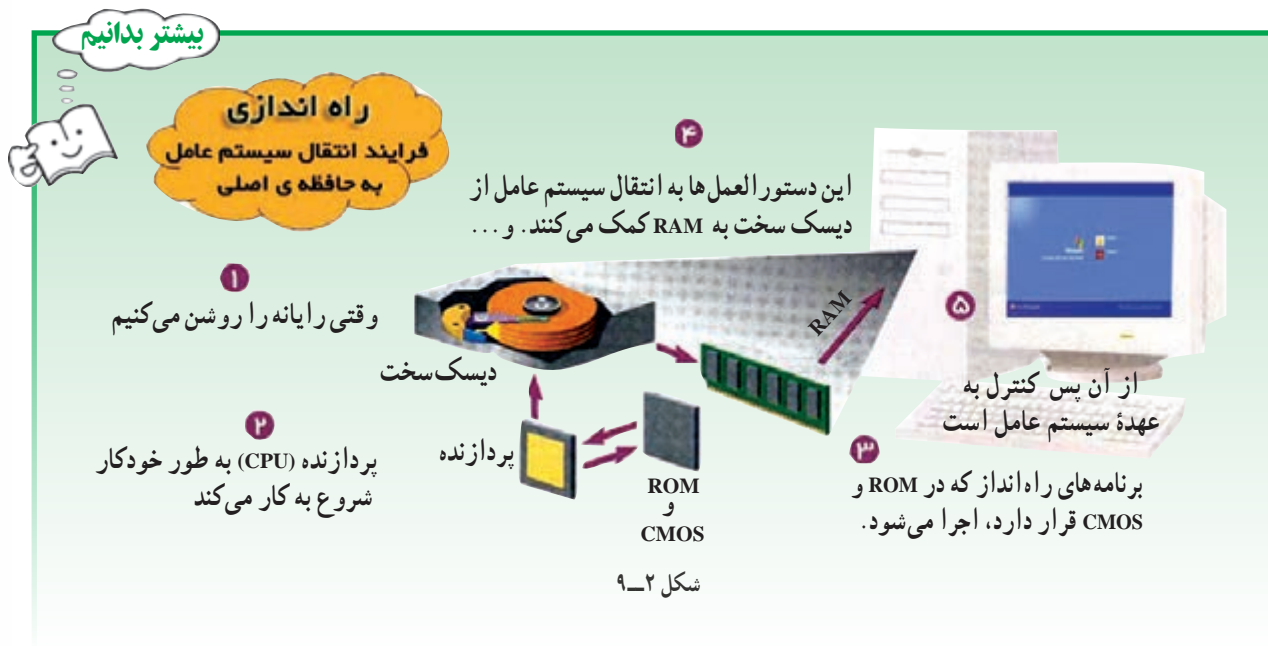 بیشتر بدانیم
راه اندازی
فرایند انتقال سیستم عامل
به حافظه ی اصلی
۱
وقتی رایانه را روشن می‌کنیم
۲
پردازنده (CPU) به طور خودکار
شروع به کار می‌کند
۳
برنامه‌های راه‌انداز که در ROM و
CMOS قرار دارد، اجرا می‌شود.
۴
این دستورالعمل‌ها به انتقال سیستم عامل از
دیسک سخت به RAM کمک می‌کنند. و ...
۵
از آن پس کنترل به
عهدهٔ سیستم عامل است
دیسک‌سخت
پردازنده
ROM
و
CMOS
RAM
شکل ۲ــ۹